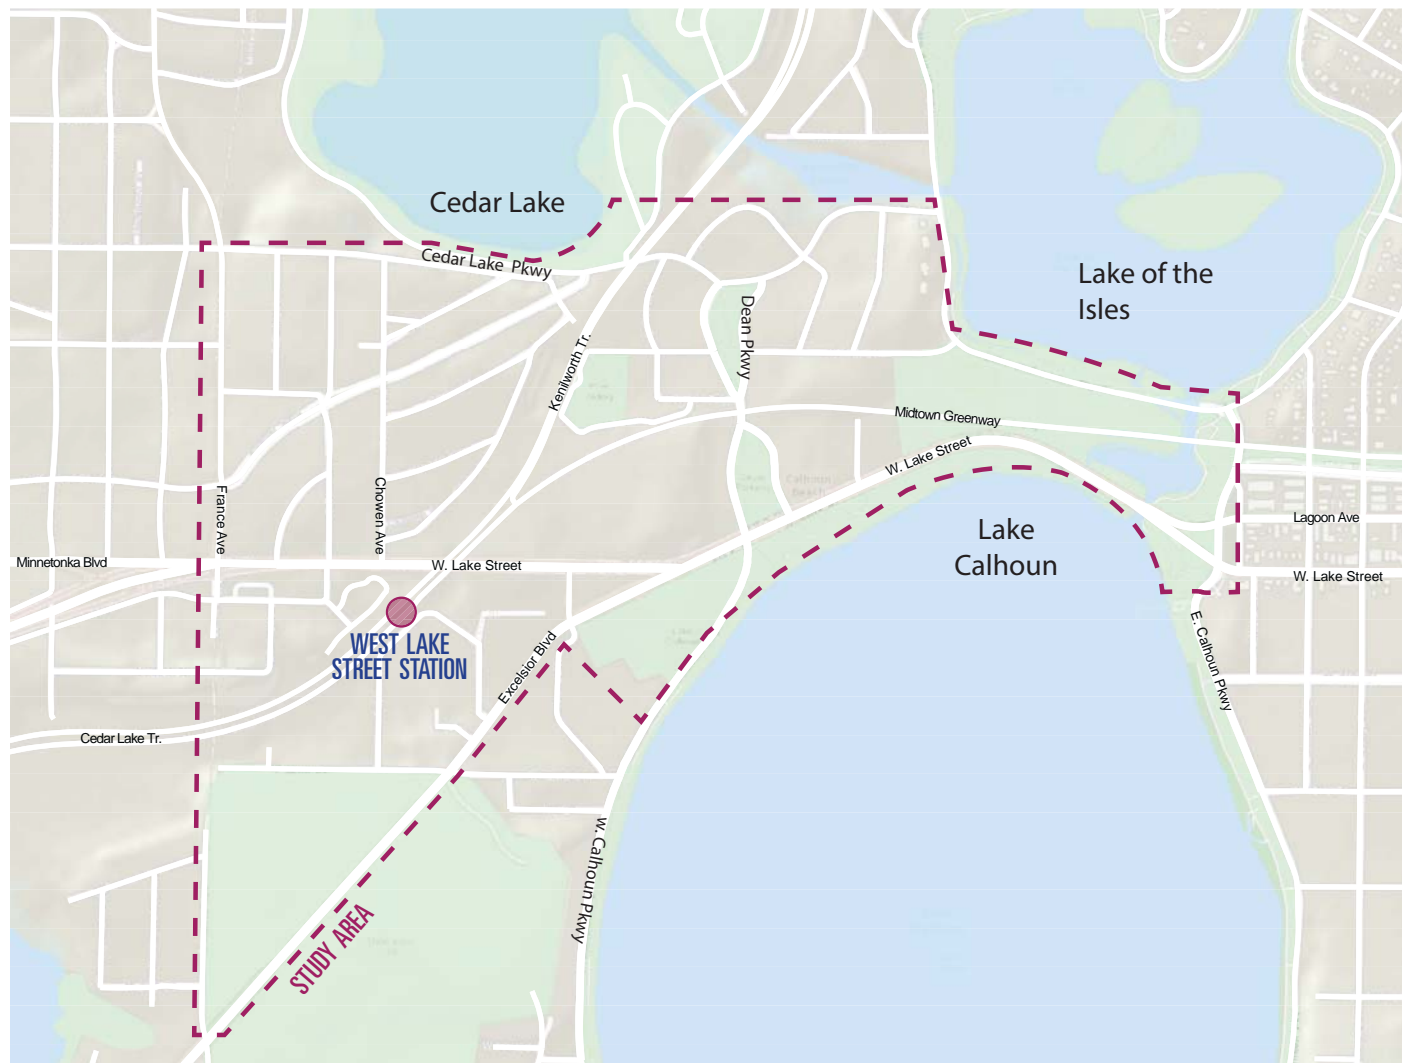 Cedar Lake
Cedar Lake Pkwy
Lake of the
Isles
Dean Pkwy
Kenilworth Tr.
Midtown Greenway
W. Lake Street
France Ave
Chowen Ave
Lagoon Ave
Lake
Calhoun
Minnetonka Blvd
W. Lake Street
W. Lake Street
WEST LAKE
STREET STATION
Excelsior Blvd
E. Calhoun Pkwy
Cedar Lake Tr.
W. Calhoun Pkwy
STUDY AREA